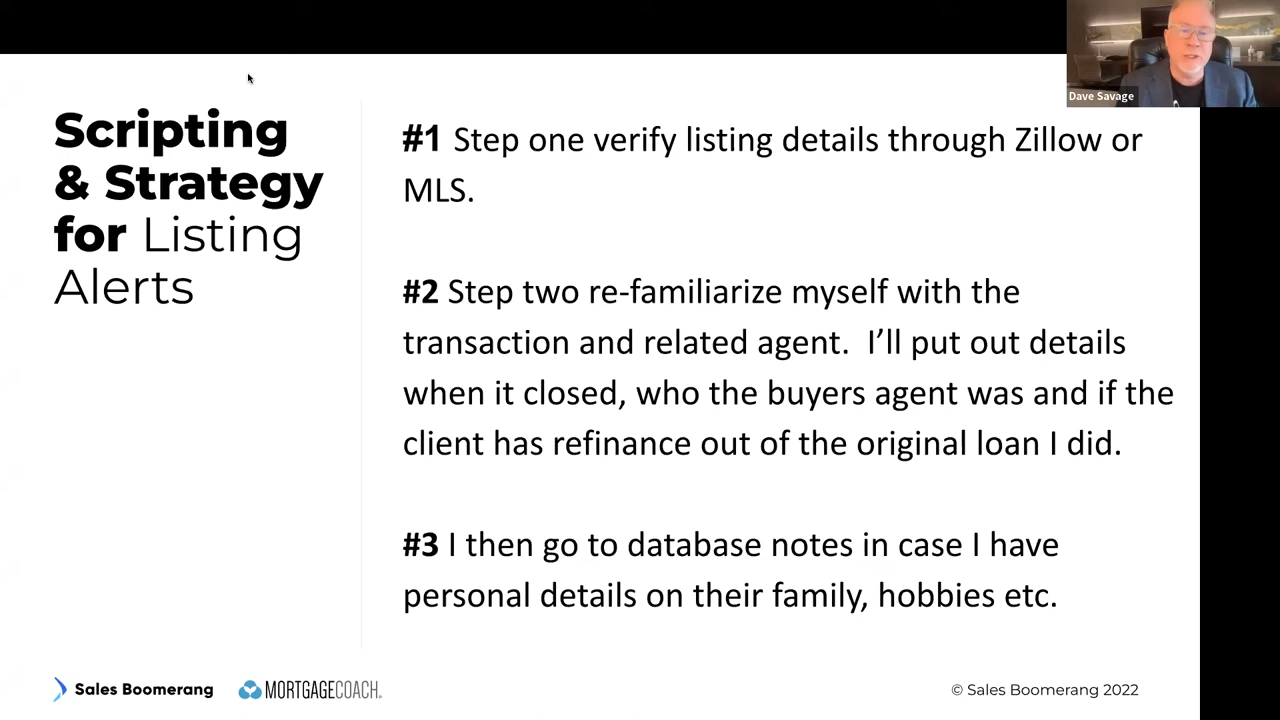 Dave Savage
Scripting
& Strategy
for Listing
Alerts
#1 Step one verify listing details through Zillow or
MLS.
#2 Step two re-familiarize myself with the
transaction and related agent.  I’ll put out details
when it closed, who the buyers agent was and if the
client has refinance out of the original loan I did.
#3 I then go to database notes in case I have
personal details on their family, hobbies etc.
Sales Boomerang
MORTGAGECOACH
© Sales Boomerang 2022